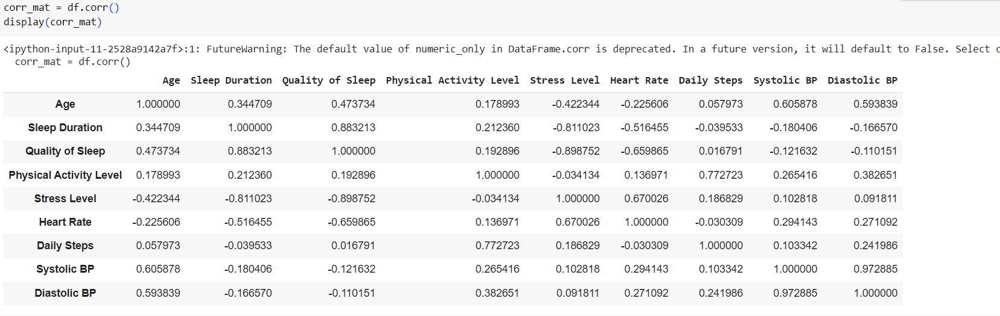 corr_mat = df.corr()
display(corr_mat)
<ipython-input-11-2528a9142a7f>:1: FutureWarning: The default value of numeric_only in DataFrame.corr is deprecated. In a future version, it will default to False. Select
corr_mat = df.corr()
Age Sleep Duration Quality of Sleep Physical Activity Level Stress Level Heart Rate Daily Steps Systolic BP Diastolic BP
Age 1.000000 0.344709 0.473734 0.178993 -0.422344 -0.225606 0.057973 0.605878 0.593839
Sleep Duration 0.344709 1.000000 0.883213 0.212360 -0.811023 -0.516455 -0.039533 -0.180406 -0.166570
Quality of Sleep 0.473734 0.883213 1.000000 0.192896 -0.898752 -0.659865 0.016791 -0.121632 -0.110151
Physical Activity Level 0.178993 0.212360 0.192896 1.000000 -0.034134 0.136971 0.772723 0.265416 0.382651
Stress Level -0.422344 -0.811023 -0.898752 -0.034134 1.000000 0.670026 0.186829 0.102818 0.091811
Heart Rate -0.225606 -0.516455 -0.659865 0.136971 0.670026 1.000000 -0.030309 0.294143 0.271092
Daily Steps 0.057973 -0.039533 0.016791 0.772723 0.186829 -0.030309 1.000000 0.103342 0.241986
Systolic BP 0.605878 -0.180406 -0.121632 0.265416 0.102818 0.294143 0.103342 1.000000 0.972885
Diastolic BP 0.593839 -0.166570 -0.110151 0.382651 0.091811 0.271092 0.241986 0.972885 1.000000